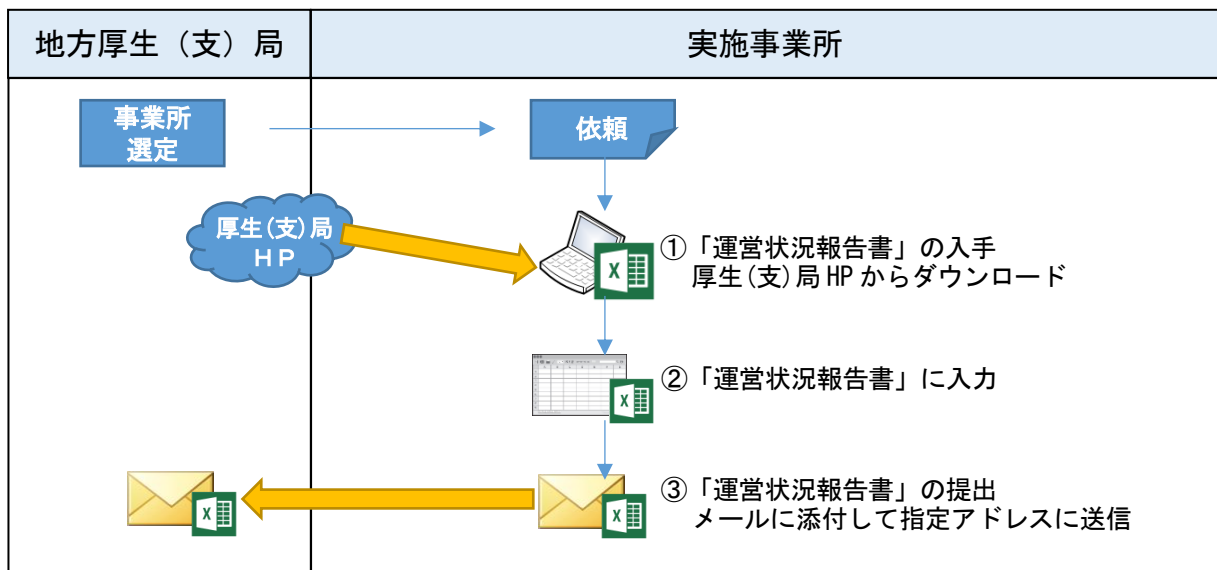 地方厚生（支）局
実施事業所
事業所
選定
依頼
厚生(支)局
ＨＰ
①「運営状況報告書」の入手
厚生(支)局 HP からダウンロード
②「運営状況報告書」に入力
③「運営状況報告書」の提出
メールに添付して指定アドレスに送信